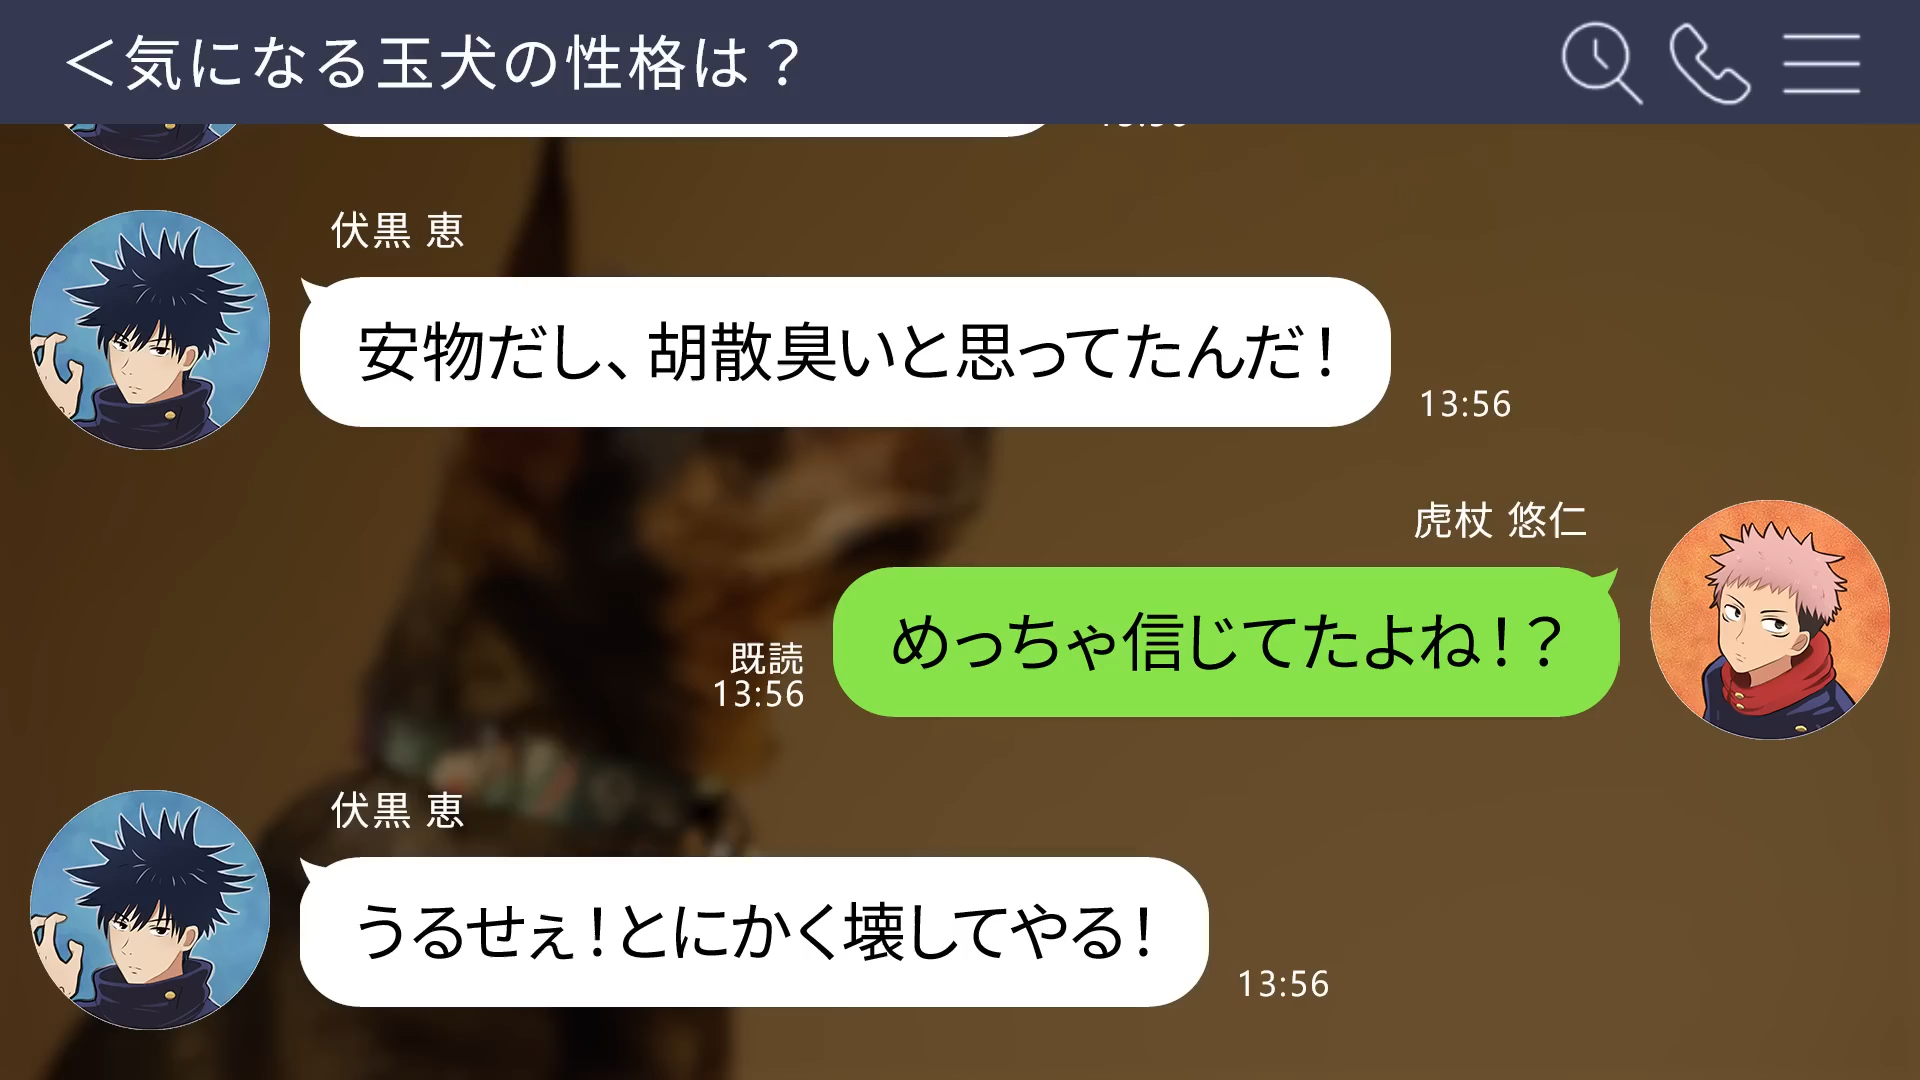 ＜気になる玉犬の性格は？
伏黒 恵
安物だし、胡散臭いと思ってたんだ！
13:56
虎杖 悠仁
めっちゃ信じてたよね！？
既読
13:56
伏黒 恵
うるせぇ！とにかく壊してやる！
13:56